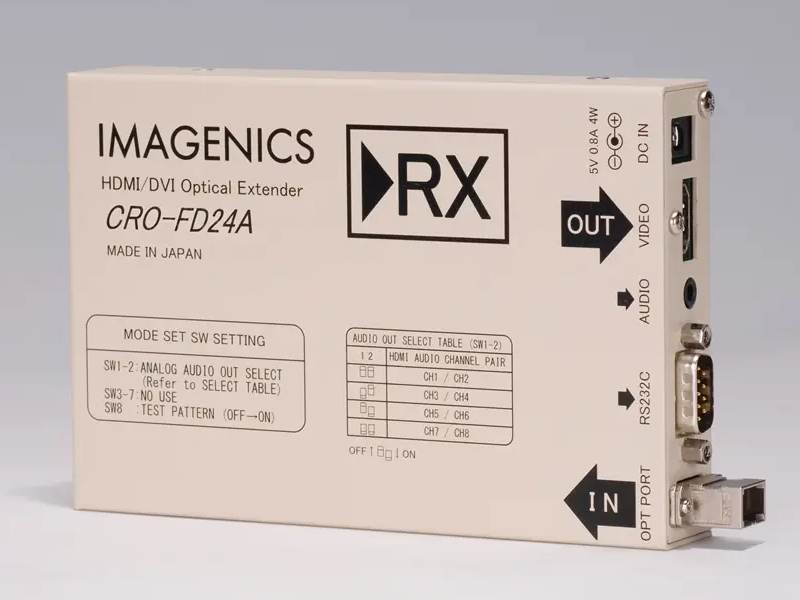 IMAGENICS
HDMI/DVI Optical Extender
CRO-FD24A
MADE IN JAPAN
RX
5V 0.8A 4W
DC IN
OUT
VIDEO
AUDIO
RS232C
IN
OPT PORT
MODE SET SW SETTING
SW1-2:ANALOG AUDIO OUT SELECT
(Refer to SELECT TABLE)
SW3-7:NO USE
SW8 :TEST PATTERN (OFF→ON)
AUDIO OUT SELECT TABLE (SW1-2)
1 2 HDMI AUDIO CHANNEL PAIR
CH1 / CH2
CH3 / CH4
CH5 / CH6
CH7 / CH8
OFF ON